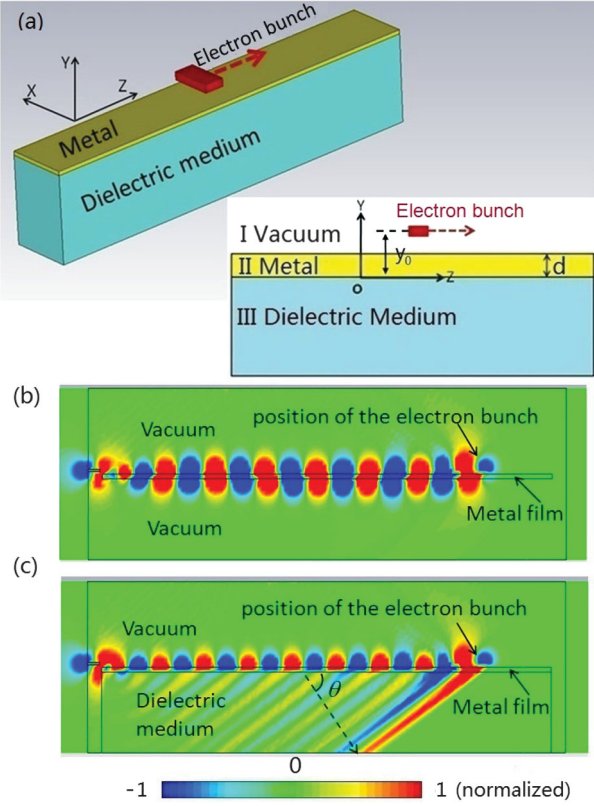 (a)
Electron bunch
Y
X
Z
Metal
Dielectric medium
Y
Electron bunch
I Vacuum
y₀
II Metal
d
Z
o
III Dielectric Medium
(b)
position of the electron bunch
Vacuum
Metal film
Vacuum
(c)
position of the electron bunch
Vacuum
θ
Dielectric
medium
Metal film
0
-1
1 (normalized)